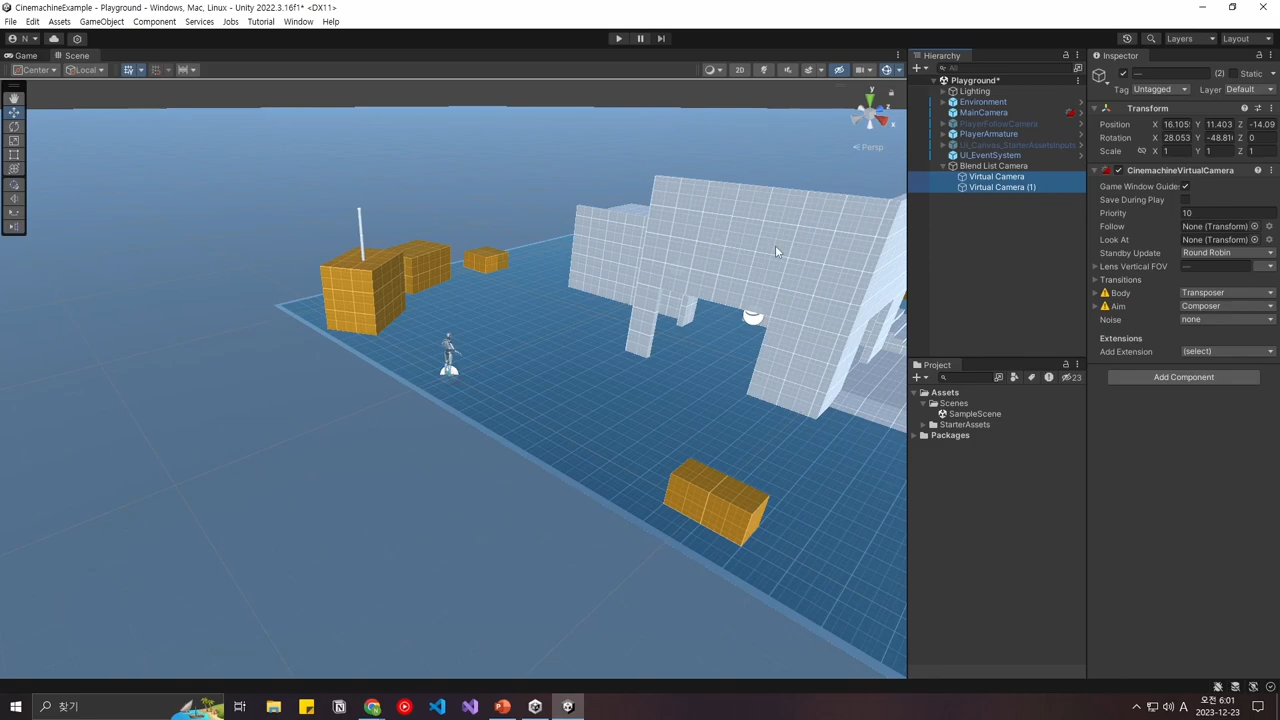 CinemachineExample - Playground - Windows, Mac, Linux - Unity 2022.3.16f1* <DX11>
File Edit Assets GameObject Component Services Jobs Tutorial Window Help
N
Layers Layout
Game Scene
Center Local
2D
y
z
x
Persp
Hierarchy
All
Playground*
Lighting
Environment
MainCamera
PlayerFollowCamera
PlayerArmature
UI_Canvas_StarterAssetsInputs
UI_EventSystem
Blend List Camera
Virtual Camera
Virtual Camera (1)
Project
23
Assets
Scenes
SampleScene
StarterAssets
Packages
Inspector
— (2) Static
Tag Untagged Layer Default
Transform
Position X 16.105 Y 11.403 Z -14.09
Rotation X 28.053 Y -48.816 Z 0
Scale X 1 Y 1 Z 1
CinemachineVirtualCamera
Game Window Guides
Save During Play
Priority 10
Follow None (Transform)
Look At None (Transform)
Standby Update Round Robin
Lens Vertical FOV —
Transitions
Body Transposer
Aim Composer
Noise none
Extensions
Add Extension (select)
Add Component
찾기
A 오전 6:01
2023-12-23